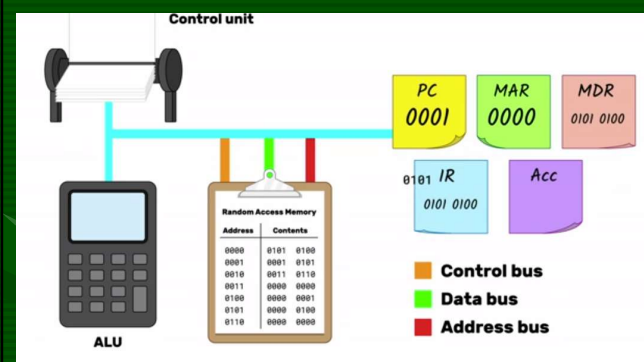 Control unit
PC
0001
MAR
0000
MDR
0101 0100
0101 IR
0101 0100
Acc
Random Access Memory
Address Contents
0000 0101 0100
0001 0001 0101
0010 0011 0110
0011 0000 0000
0100 0000 0001
0101 0000 0100
0110 0000 0000
ALU
Control bus
Data bus
Address bus